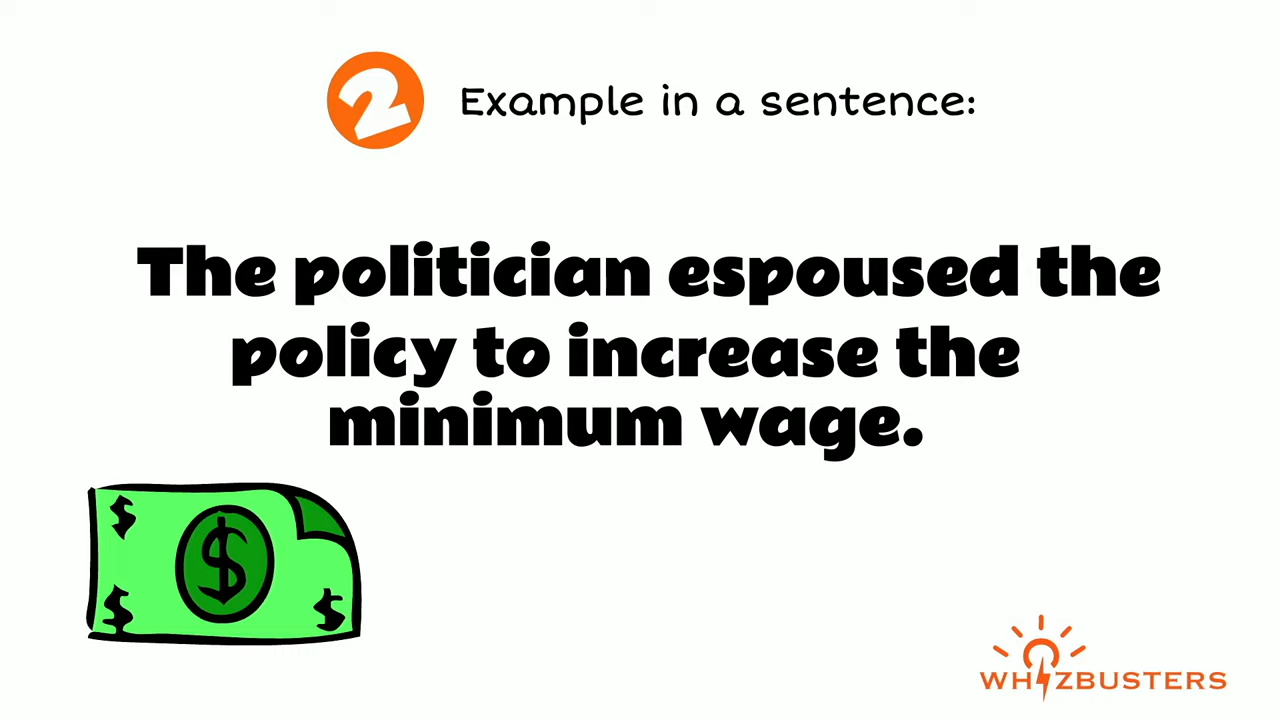 2 Example in a sentence:
The politician espoused the
policy to increase the
minimum wage.
$
$
$ $
WHIZBUSTERS